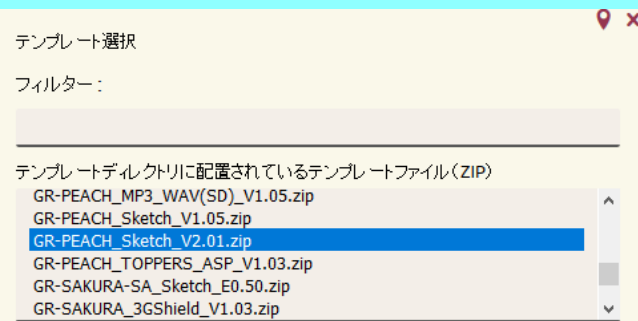 テンプレート選択
フィルター：
テンプレートディレクトリに配置されているテンプレートファイル（ZIP）
GR-PEACH_MP3_WAV(SD)_V1.05.zip
GR-PEACH_Sketch_V1.05.zip
GR-PEACH_Sketch_V2.01.zip
GR-PEACH_TOPPERS_ASP_V1.03.zip
GR-SAKURA-SA_Sketch_E0.50.zip
GR-SAKURA_3GShield_V1.03.zip